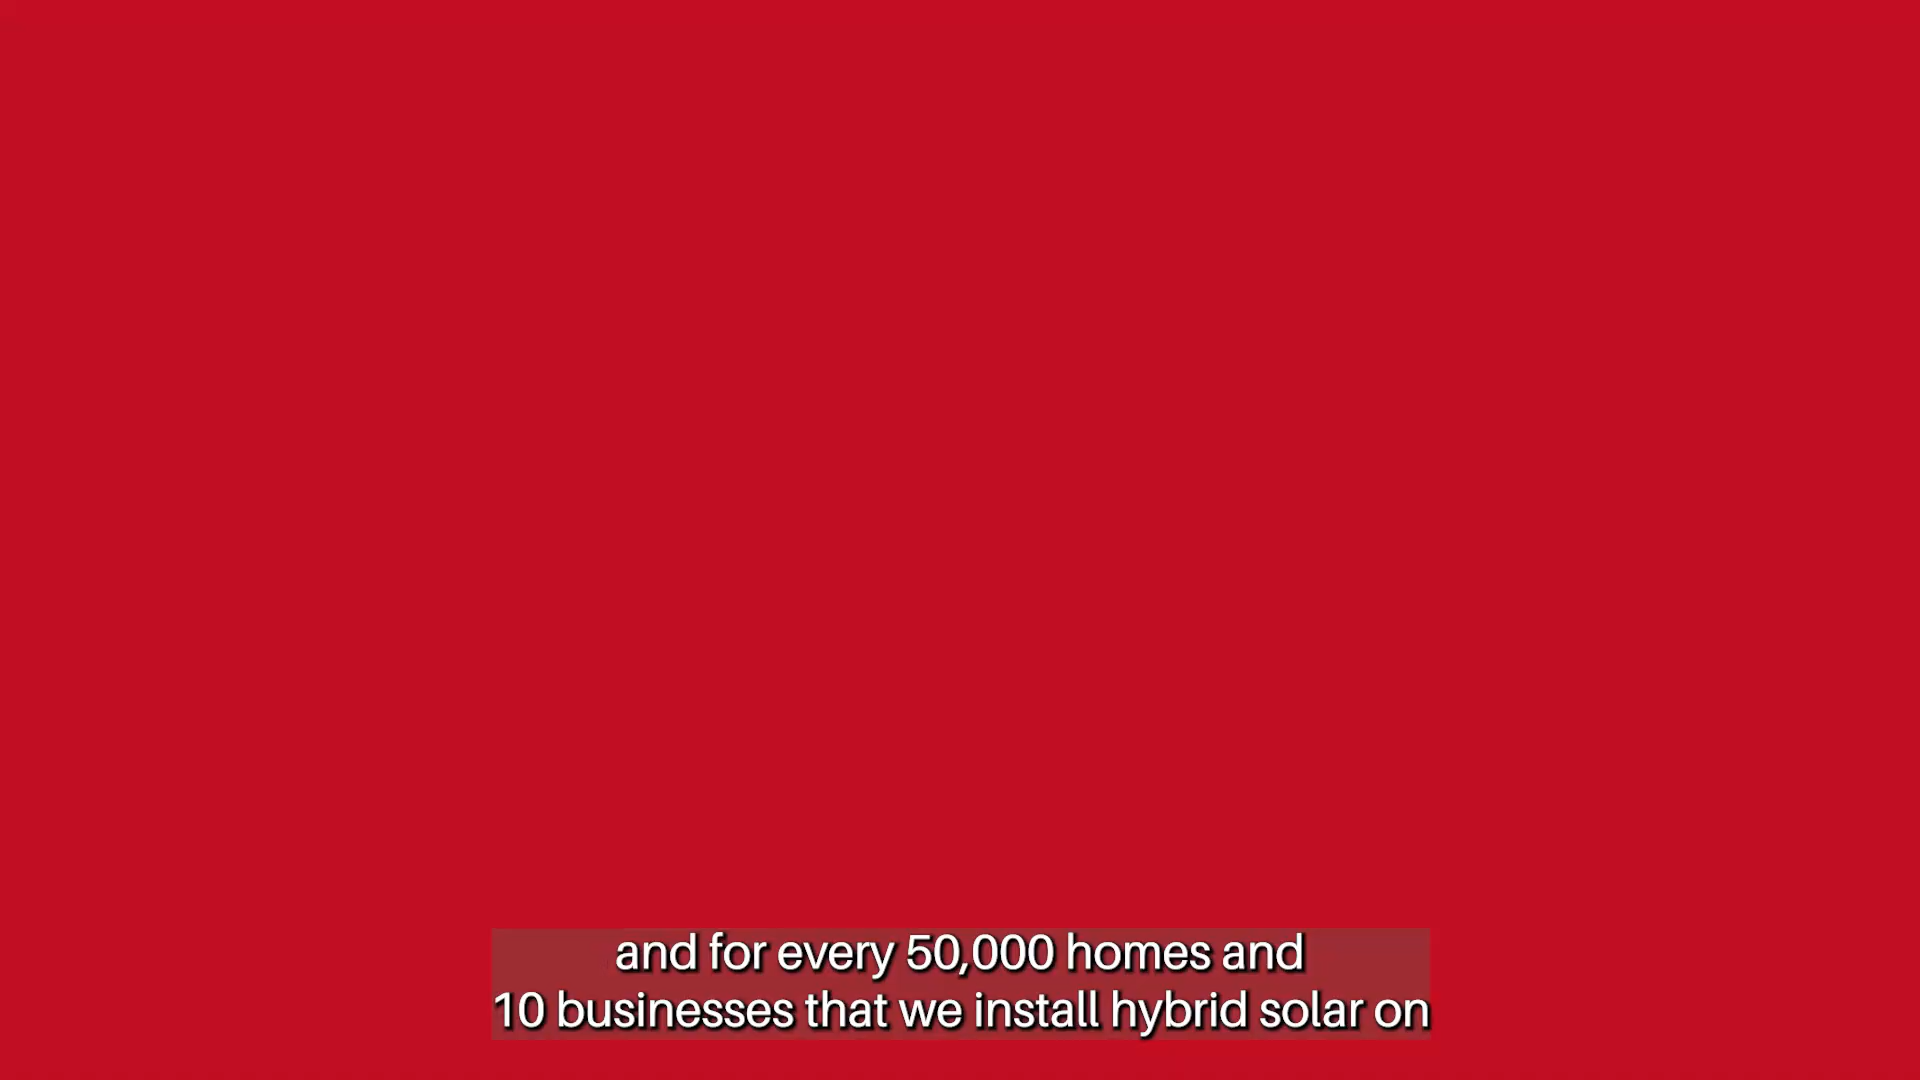 and for every 50,000 homes and
10 businesses that we install hybrid solar on